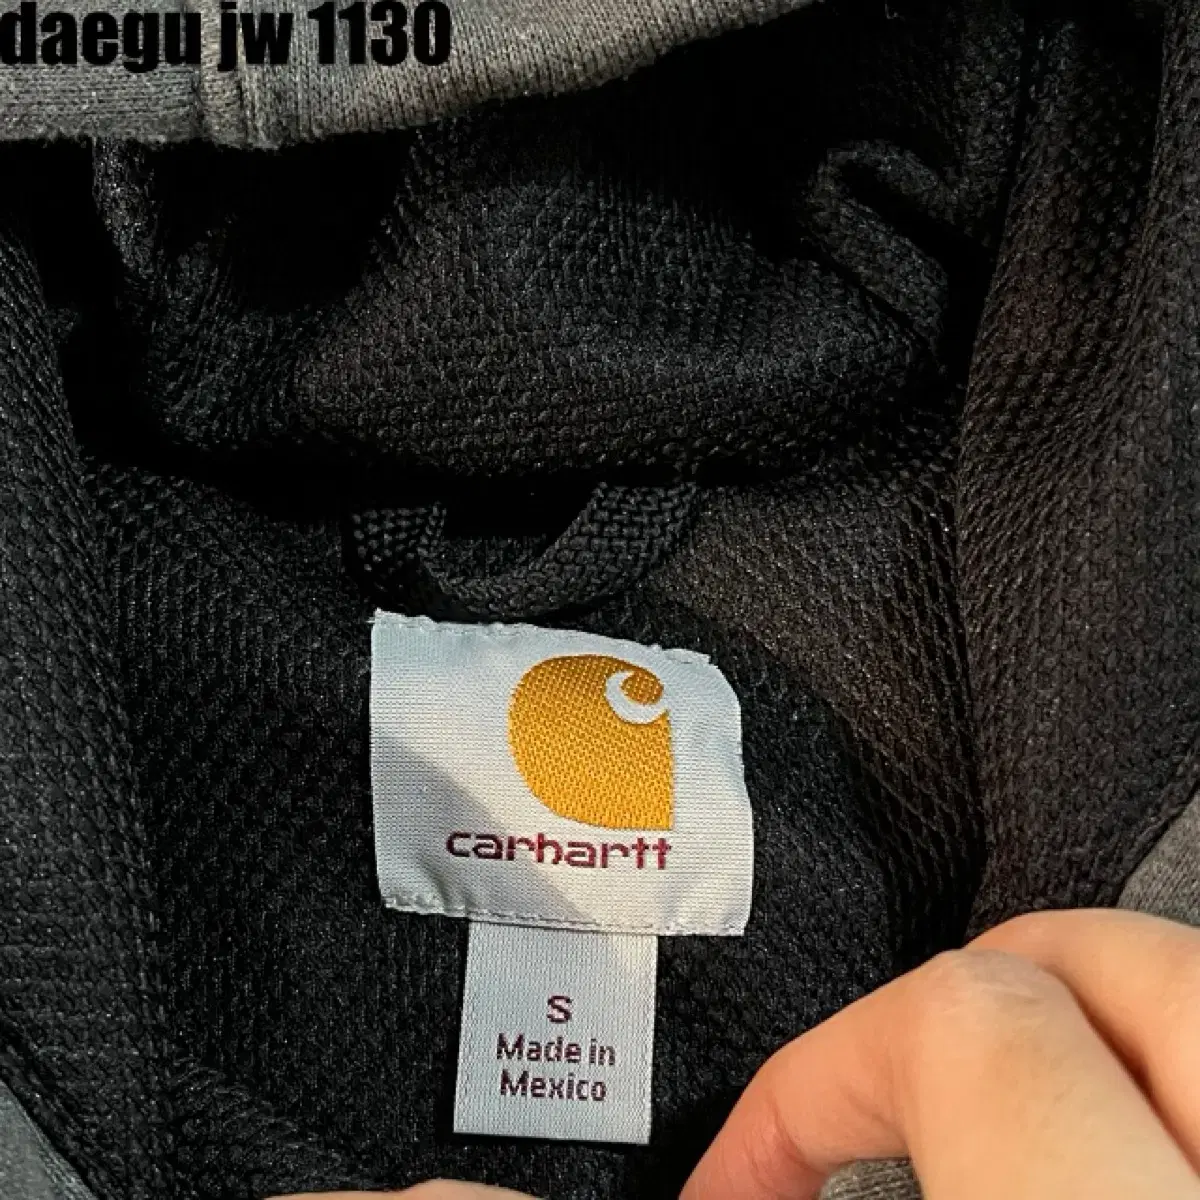 daegu jw 1130
carhartt
S
Made in
Mexico